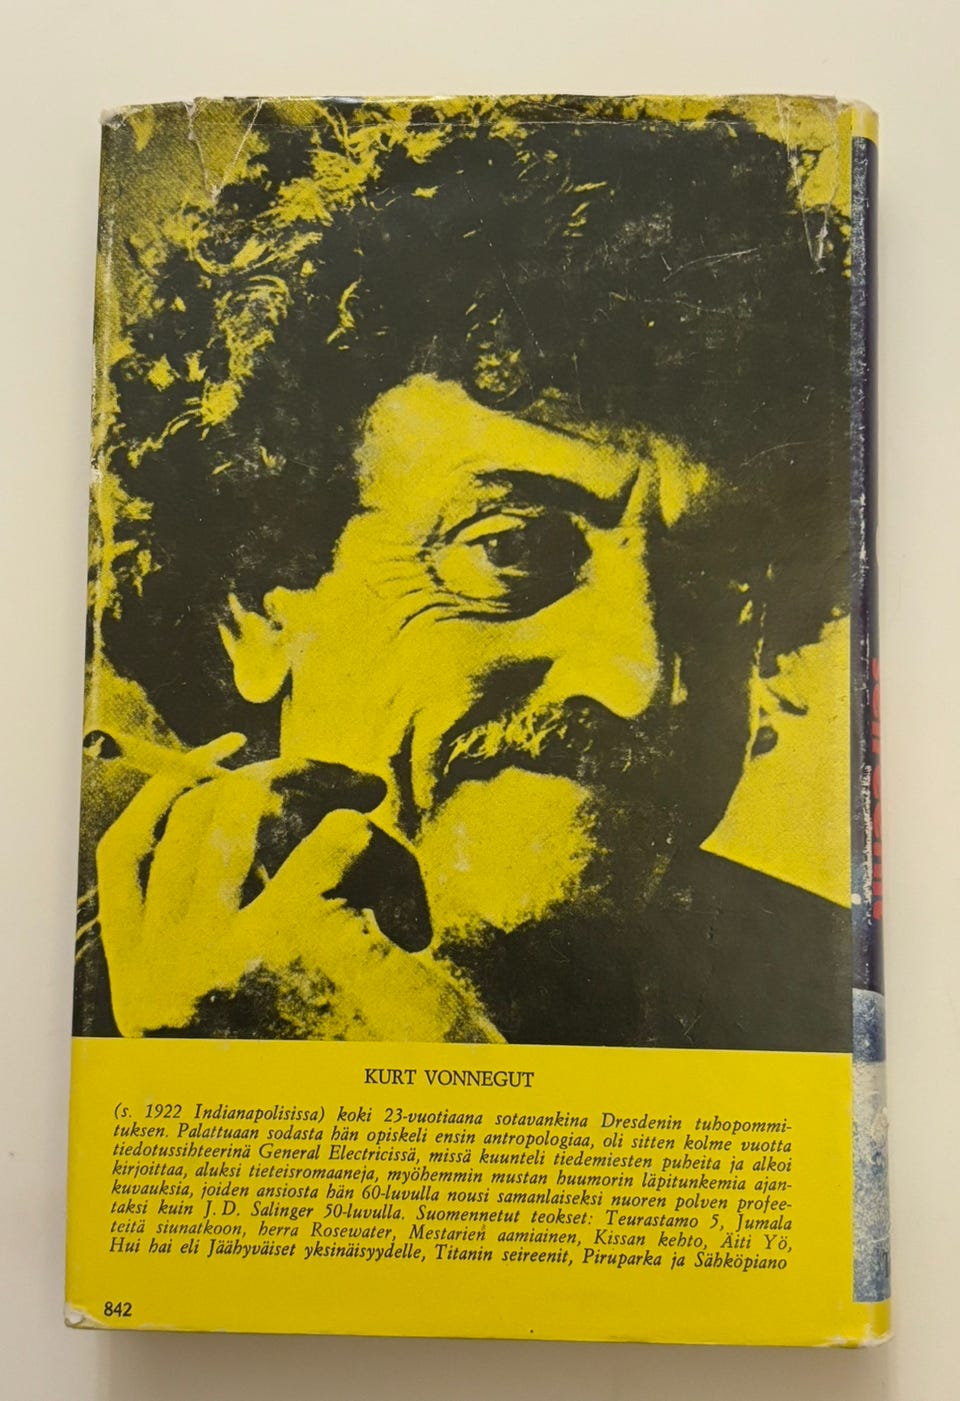 KURT VONNEGUT
(s. 1922 Indianapolisissa) koki 23-vuotiaana sotavankina Dresdenin tuhopommi-
tuksen. Palattuaan sodasta hän opiskeli ensin antropologiaa, oli sitten kolme vuotta
tiedotussihteerinä General Electricissä, missä kuunteli tiedemiesten puheita ja alkoi
kirjoittaa, aluksi tieteisromaaneja, myöhemmin mustan huumorin läpitunkemia ajan-
kuvauksia, joiden ansiosta hän 60-luvulla nousi samanlaiseksi nuoren polven profee-
taksi kuin J. D. Salinger 50-luvulla. Suomennetut teokset: Teurastamo 5, Jumala
teitä siunatkoon, herra Rosewater, Mestarien aamiainen, Kissan kehto, Äiti Yö,
Hui hai eli Jäähyväiset yksinäisyydelle, Titanin seireenit, Piruparka ja Sähköpiano
842